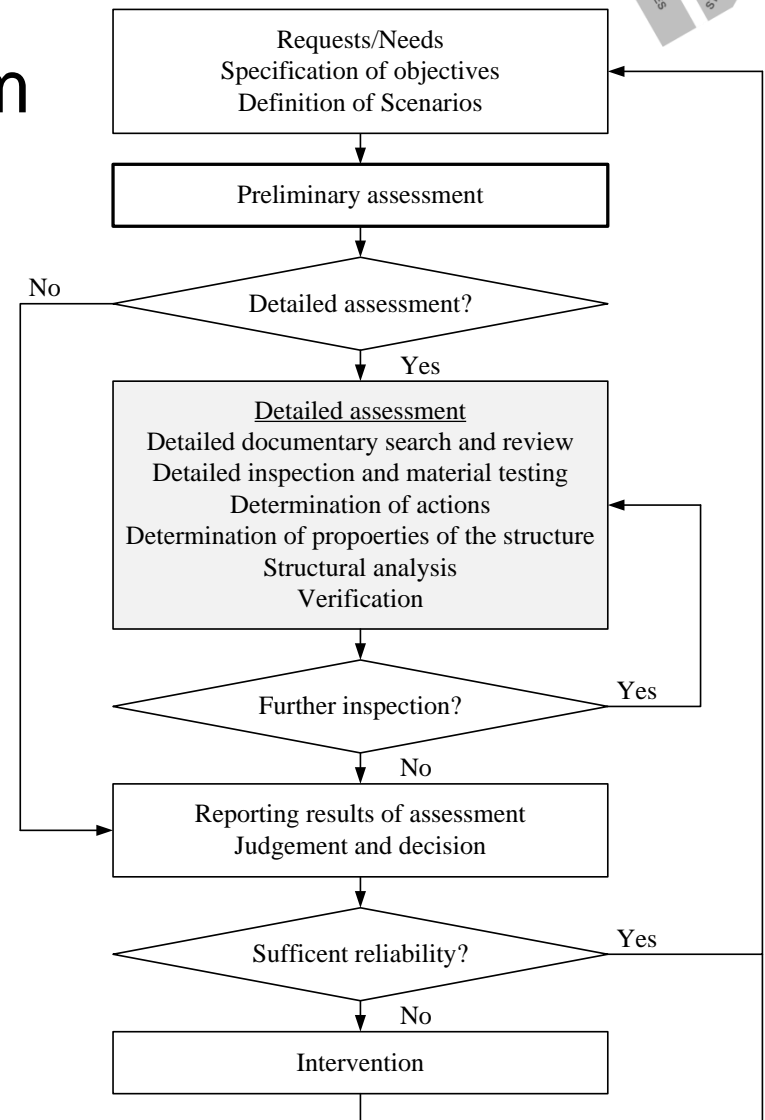 Requests/Needs
Specification of objectives
Definition of Scenarios
Preliminary assessment
No
Detailed assessment?
Yes
Detailed assessment
Detailed documentary search and review
Detailed inspection and material testing
Determination of actions
Determination of propoerties of the structure
Structural analysis
Verification
Further inspection?
Yes
No
Reporting results of assessment
Judgement and decision
Sufficent reliability?
Yes
No
Intervention